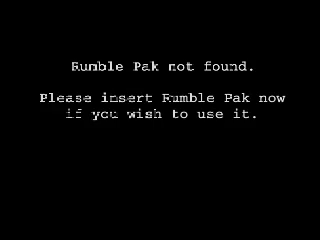 Rumble Pak not found.
Please insert Rumble Pak now
if you wish to use it.